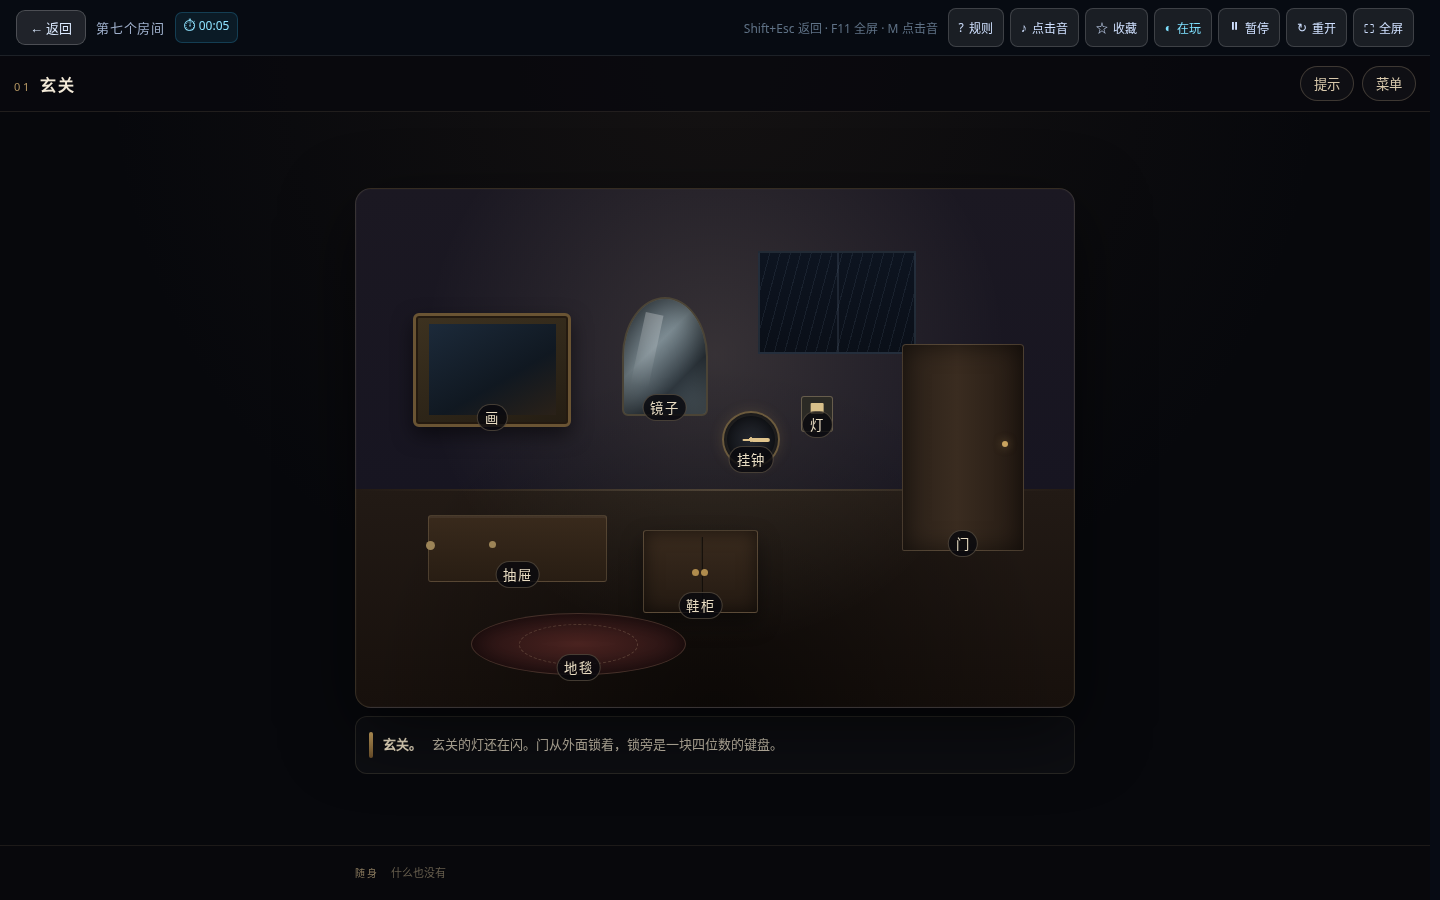 ← 返回 第七个房间 ⏱ 00:05 Shift+Esc 返回 · F11 全屏 · M 点击音 ? 规则 ♪ 点击音 ☆ 收藏 在玩 ⏸ 暂停 ↻ 重开 ⛶ 全屏
01 玄关 提示 菜单
画
镜子
灯
挂钟
门
抽屉
鞋柜
地毯
玄关。 玄关的灯还在闪。门从外面锁着，锁旁是一块四位数的键盘。
随身 什么也没有